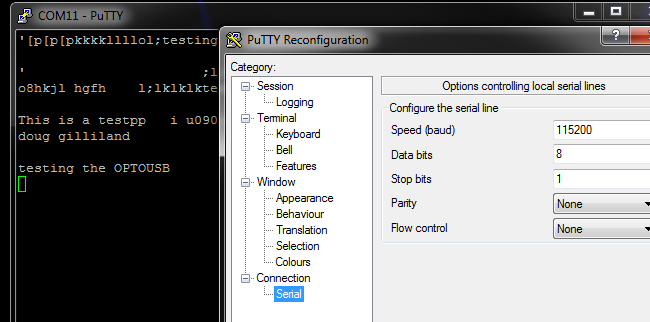 COM11 - PuTTY
'[p[p[pkkkkllllol;testing
' ;l
o8hkjl hgfh l;lklklkte
This is a testpp i u090
doug gilliland
testing the OPTOUSB
PuTTY Reconfiguration
?
Category:
Session
Logging
Terminal
Keyboard
Bell
Features
Window
Appearance
Behaviour
Translation
Selection
Colours
Connection
Serial
Options controlling local serial lines
Configure the serial line
Speed (baud) 115200
Data bits 8
Stop bits 1
Parity None
Flow control None